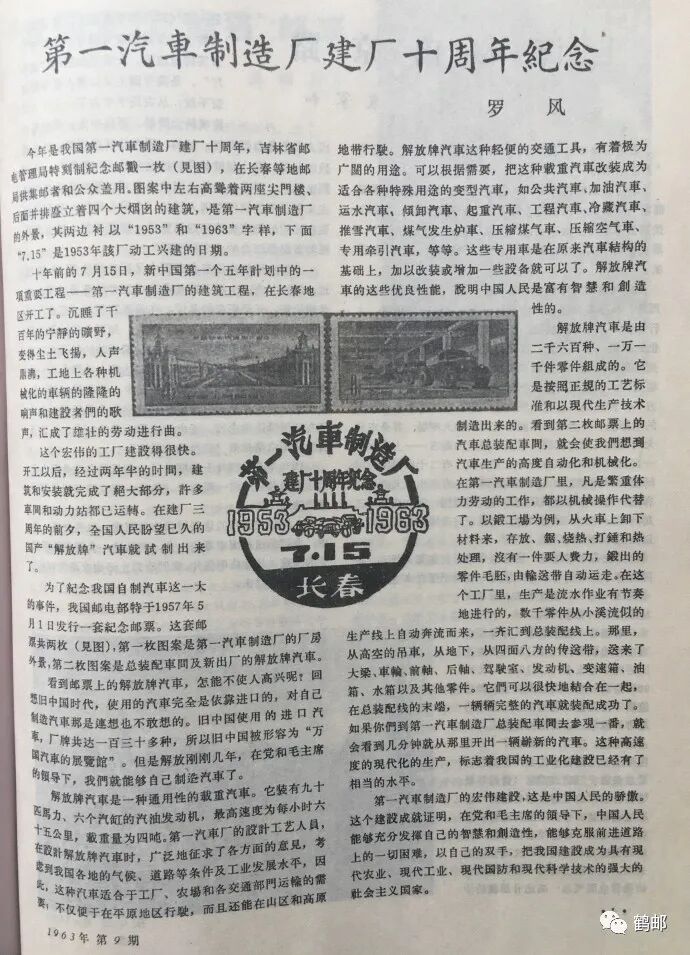 第一汽車制造厂建厂十周年紀念
罗 风
今年是我国第一汽車制造厂建厂十周年，吉林省邮
电管理局特刻制紀念邮戳一枚（見图），在长春等地邮
局供集邮者和公众盖用。图案中左右高聳着两座尖門楼、
后面并排矗立着四个大烟囱的建筑，是第一汽車制造厂
的外景，其两边衬以“1953”和“1963”字样，下面
“7.15”是1953年該厂动工兴建的日期。
十年前的7月15日，新中国第一个五年計划中的一
项重要工程——第一汽車制造厂的建筑工程，在长春地
区开工了。沉睡了千
百年的宁靜的曠野，
变得尘土飞揚，人声
鼎沸，工地上各种机
械化的車輛的隆隆的
响声和建設者們的歌
声，汇成了雄壮的劳动进行曲。
这个宏伟的工厂建設得很快。
开工以后，经过两年半的时間，建
筑和安装就完成了絕大部分，許多
車間和动力站都已运轉。在建厂三
周年的前夕，全国人民盼望已久的
国产“解放牌”汽車就試制出来
了。
为了紀念我国自制汽車这一大
的事件，我国邮电部特于1957年5
月1日发行一套紀念邮票。这套邮
票共两枚（見图），第一枚图案是第一汽車制造厂的厂房
外景，第二枚图案是总装配車間及新出厂的解放牌汽車。
看到邮票上的解放牌汽車，怎能不使人高兴呢？回
想旧中国时代，使用的汽車完全是依靠进口的，对自己
制造汽車那是連想也不敢想的。旧中国使用的进口汽
車，厂牌共达一百三十多种，所以旧中国被形容为“万
国汽車的展覽館”。但是解放刚刚几年，在党和毛主席
的领导下，我們就能够自己制造汽車了。
解放牌汽車是一种通用性的載重汽車。它装有九十
匹馬力、六个汽缸的汽油发动机，最高速度为每小时六
十五公里，載重量为四吨。第一汽車厂的設計工艺人員，
在設計解放牌汽車时，广泛地征求了各方面的意見，考
虑到我国各地的气候、道路等条件及工业发展水平，因
此，这种汽車适合于工厂、农場和各交通部門运輸的需
要；不仅便于在平原地区行驶，而且还能在山区和高原
地带行驶。解放牌汽車这种轻便的交通工具，有着极为
广闊的用途。可以根据需要，把这种載重汽車改装成为
适合各种特殊用途的变型汽車，如公共汽車、加油汽車、
运水汽車、傾卸汽車、起重汽車、工程汽車、冷藏汽車、
推雪汽車、煤气发生炉車、压縮煤气車、压縮空气車、
专用牵引汽車，等等。这些专用車是在原来汽車結构的
基础上，加以改装或增加一些設备就可以了。解放牌汽
車的这些优良性能，說明中国人民是富有智慧和創造
性的。
解放牌汽車是由
二千六百种、一万一
千件零件組成的。它
是按照正規的工艺标
准和以现代生产技术
制造出来的。看到第二枚邮票上的
汽車总装配車間，就会使我們想到
汽車生产的高度自动化和机械化。
在第一汽車制造厂里，凡是繁重体
力劳动的工作，都以机械操作代替
了。以鍛工場为例，从火車上卸下
材料来，存放、鋸、烧热、打錘和热
处理，沒有一件要人費力，鍛出的
零件毛胚，由輸送带自动运走。在这
个工厂里，生产是流水作业有节奏
地进行的，数千零件从小溪流似的
生产线上自动奔流而来，一齐汇到总装配线上。那里，
从高空的吊車，从地下，从四面八方的传送带，送来了
大梁、車輪、前軸、后軸、驾駛室、发动机、变速箱、油
箱、水箱以及其他零件。它們可以很快地結合在一起，
在总装配线的末端，一辆辆完整的汽車就装配成功了。
如果你們到第一汽車制造厂总装配車間去参現一番，就
会看到几分钟就从那里开出一辆嶄新的汽車。这种高速
度的现代化的生产，标志着我国的工业化建設已经有了
相当的水平。
第一汽車制造厂的宏伟建設，这是中国人民的驕傲。
这个建設成就证明，在党和毛主席的領导下，中国人民
能够充分发揮自己的智慧和創造性，能够克服前进道路
上的一切困难，以自己的双手，把我国建設成为具有现
代农业、现代工业、现代国防和现代科学技术的强大的
社会主义国家。
第一汽車制造厂
建厂十周年纪念
1953 1963
7.15
长春
1963年第9期
鹤邮